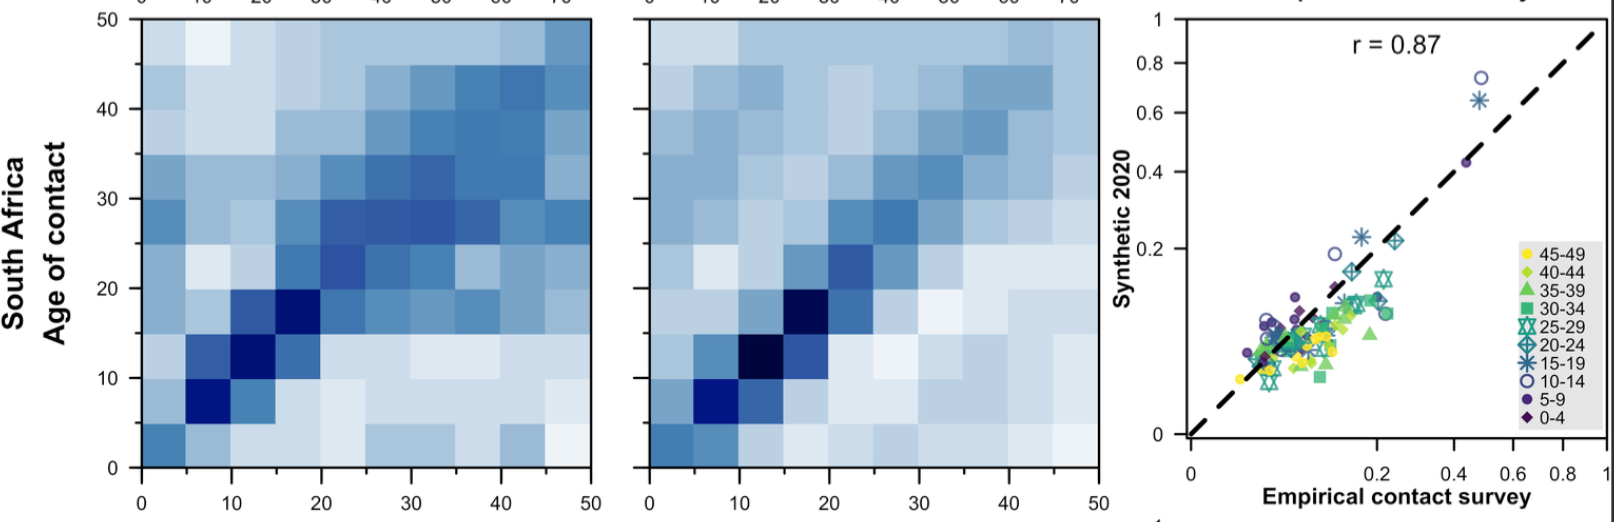 South Africa
Age of contact
50
40
30
20
10
0
0 10 20 30 40 50
0 10 20 30 40 50
r = 0.87
Synthetic 2020
1
0.8
0.6
0.4
0.2
0
45-49
40-44
35-39
30-34
25-29
20-24
15-19
10-14
5-9
0-4
0 0.2 0.4 0.6 0.8 1
Empirical contact survey